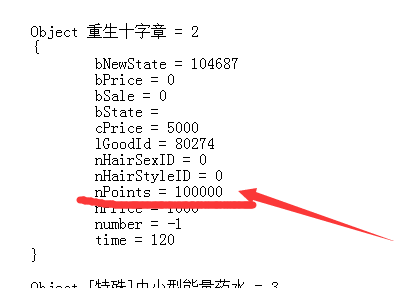 Object 重生十字章 = 2
{
bNewState = 104687
bPrice = 0
bSale = 0
bState =
cPrice = 5000
lGoodId = 80274
nHairSexID = 0
nHairStyleID = 0
nPoints = 100000
nPrice = 1000
number = -1
time = 120
}
Object [特殊]中小型能量药水 = 3